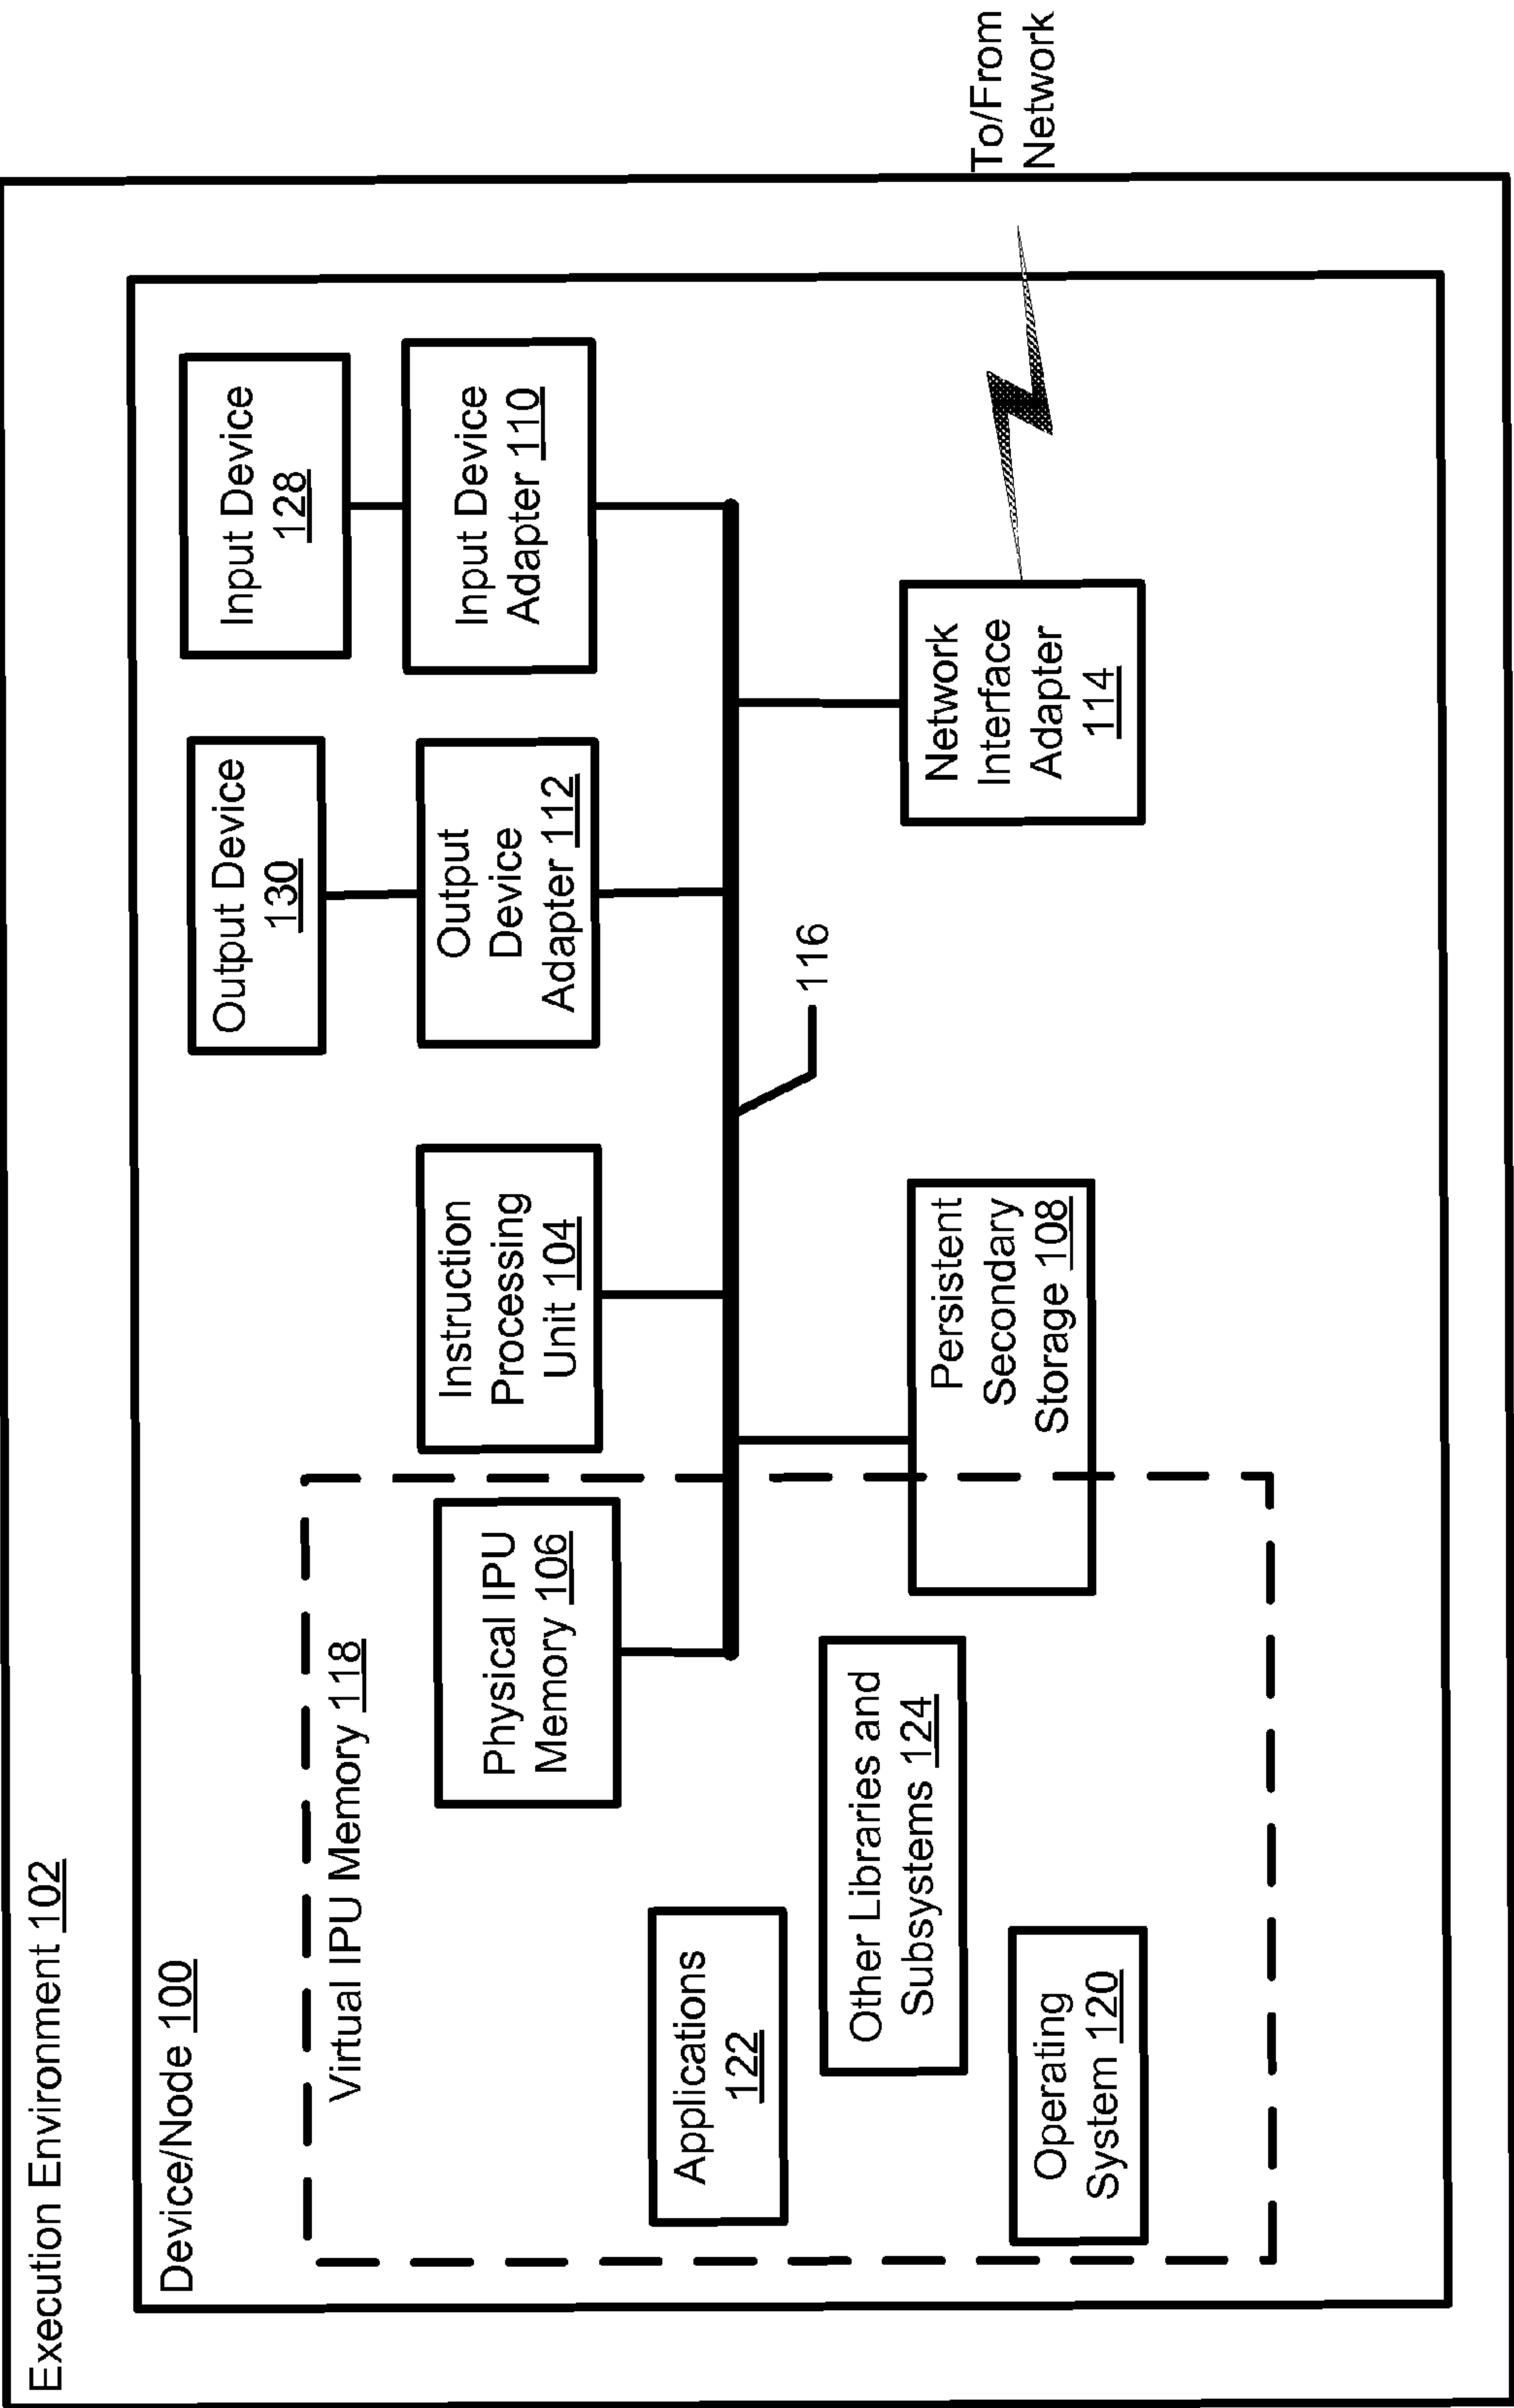 Execution Environment 102
Device/Node 100
Virtual IPU Memory 118
Output Device
130
Input Device
128
Physical IPU
Memory 106
Instruction
Processing
Unit 104
Output
Device
Adapter 112
Input Device
Adapter 110
Applications
122
116
Other Libraries and
Subsystems 124
Operating
System 120
Persistent
Secondary
Storage 108
Network
Interface
Adapter
114
To/From
Network